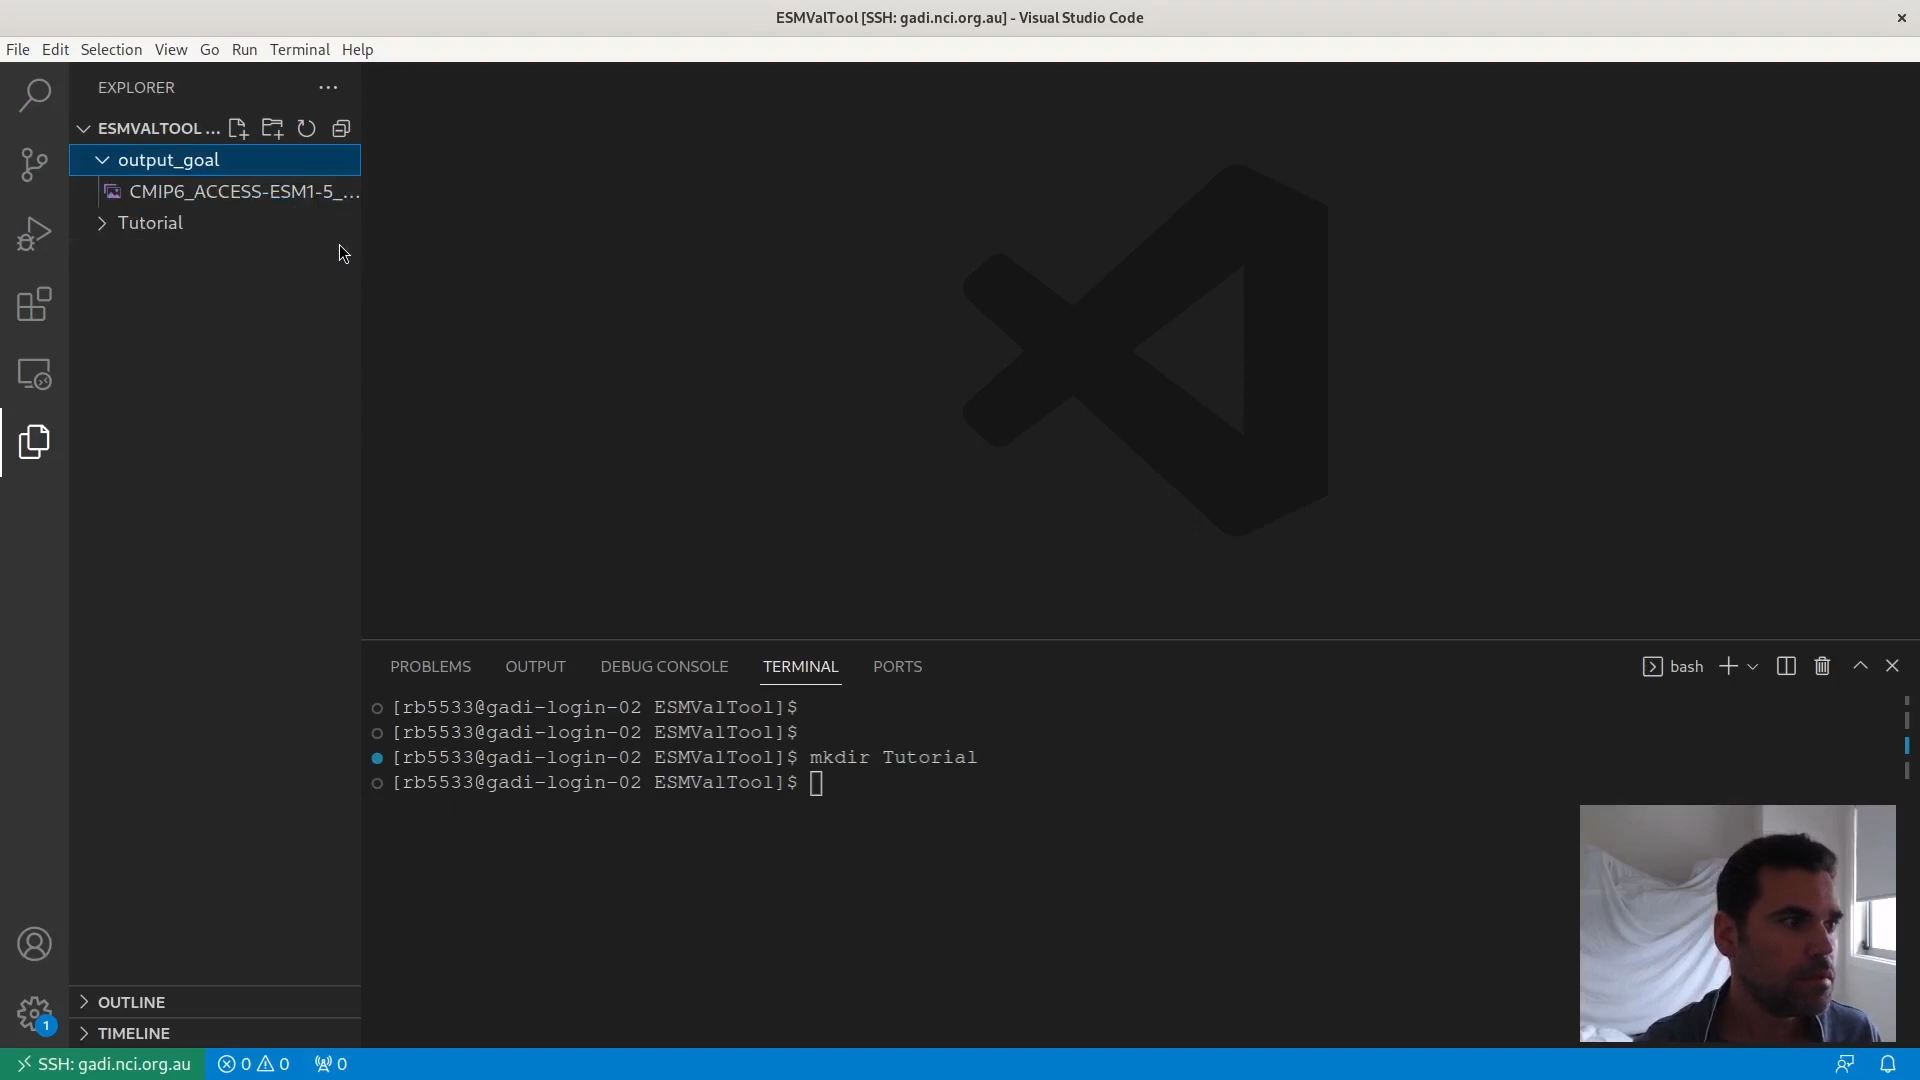 ESMValTool [SSH: gadi.nci.org.au] - Visual Studio Code
File Edit Selection View Go Run Terminal Help
EXPLORER
ESMVALTOOL ...
output_goal
CMIP6_ACCESS-ESM1-5_...
Tutorial
PROBLEMS OUTPUT DEBUG CONSOLE TERMINAL PORTS
bash
[rb5533@gadi-login-02 ESMValTool]$
[rb5533@gadi-login-02 ESMValTool]$
[rb5533@gadi-login-02 ESMValTool]$ mkdir Tutorial
[rb5533@gadi-login-02 ESMValTool]$
OUTLINE
1
TIMELINE
SSH: gadi.nci.org.au 0 0 0